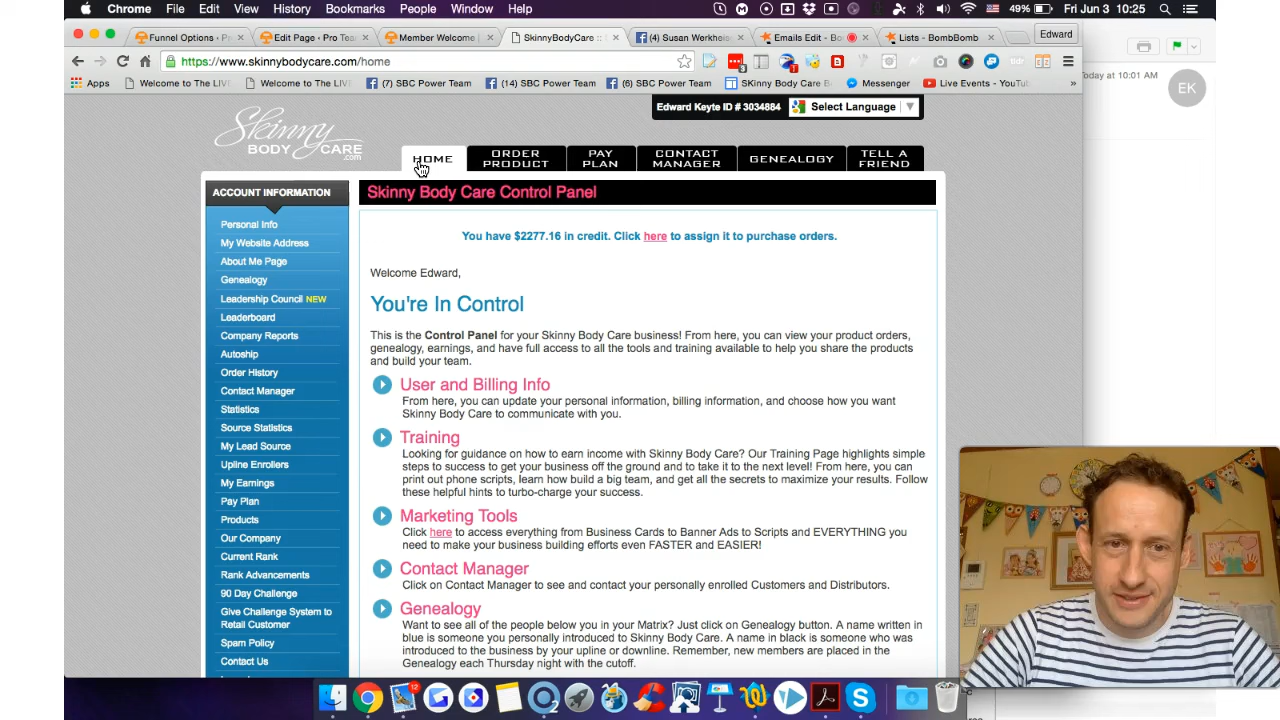 Chrome File Edit View History Bookmarks People Window Help 49% Fri Jun 3 10:25
Funnel Options - Edit Page - Pro Tea Member Welcome SkinnyBodyCare :: (4) Susan Werkheis Emails Edit - Bo Lists - BombBomb Edward
https://www.skinnybodycare.com/home
Apps Welcome to The LIVE Welcome to The LIVE (7) SBC Power Team (14) SBC Power Team (6) SBC Power Team Skinny Body Care B Messenger Live Events - YouTu »
today at 10:01 AM
EK
Edward Keyte ID # 3034884 Select Language ▼
Skinny
BODY CARE
.com
HOME
ORDER PRODUCT
PAY PLAN
CONTACT MANAGER
GENEALOGY
TELL A FRIEND
ACCOUNT INFORMATION
Personal Info
My Website Address
About Me Page
Genealogy
Leadership Council NEW
Leaderboard
Company Reports
Autoship
Order History
Contact Manager
Statistics
Source Statistics
My Lead Source
Upline Enrollers
My Earnings
Pay Plan
Products
Our Company
Current Rank
Rank Advancements
90 Day Challenge
Give Challenge System to
Retail Customer
Spam Policy
Contact Us
Skinny Body Care Control Panel
You have $2277.16 in credit. Click here to assign it to purchase orders.
Welcome Edward,
You're In Control
This is the Control Panel for your Skinny Body Care business! From here, you can view your product orders,
genealogy, earnings, and have full access to all the tools and training available to help you share the products
and build your team.
User and Billing Info
From here, you can update your personal information, billing information, and choose how you want
Skinny Body Care to communicate with you.
Training
Looking for guidance on how to earn income with Skinny Body Care? Our Training Page highlights simple
steps to success to get your business off the ground and to take it to the next level! From here, you can
print out phone scripts, learn how build a big team, and get all the secrets to maximize your results. Follow
these helpful hints to turbo-charge your success.
Marketing Tools
Click here to access everything from Business Cards to Banner Ads to Scripts and EVERYTHING you
need to make your business building efforts even FASTER and EASIER!
Contact Manager
Click on Contact Manager to see and contact your personally enrolled Customers and Distributors.
Genealogy
Want to see all of the people below you in your Matrix? Just click on Genealogy button. A name written in
blue is someone you personally introduced to Skinny Body Care. A name in black is someone who was
introduced to the business by your upline or downline. Remember, new members are placed in the
Genealogy each Thursday night with the cutoff.
12